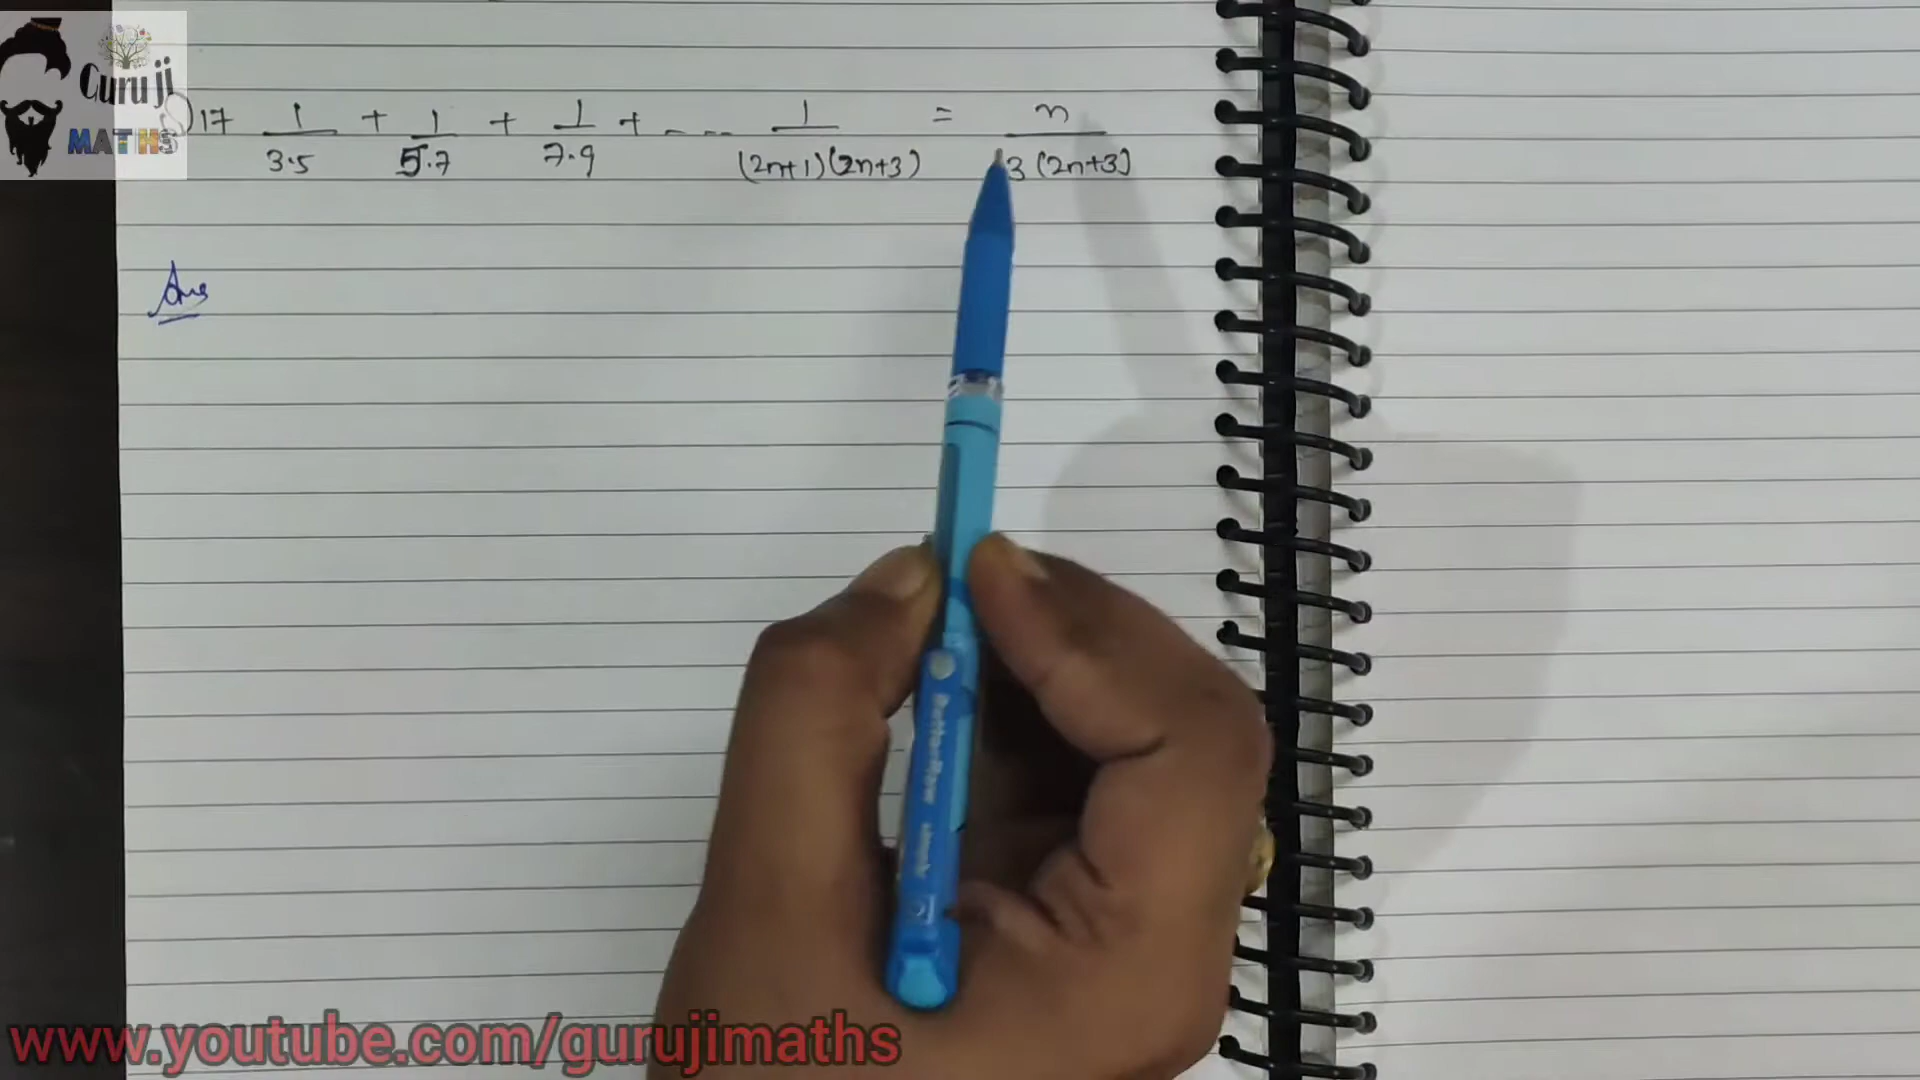 Guru ji
MATHS
17 1/3.5 + 1/5.7 + 1/7.9 + - - - 1/(2n+1)(2n+3) = n/3(2n+3)
Ans
www.youtube.com/gurujimaths